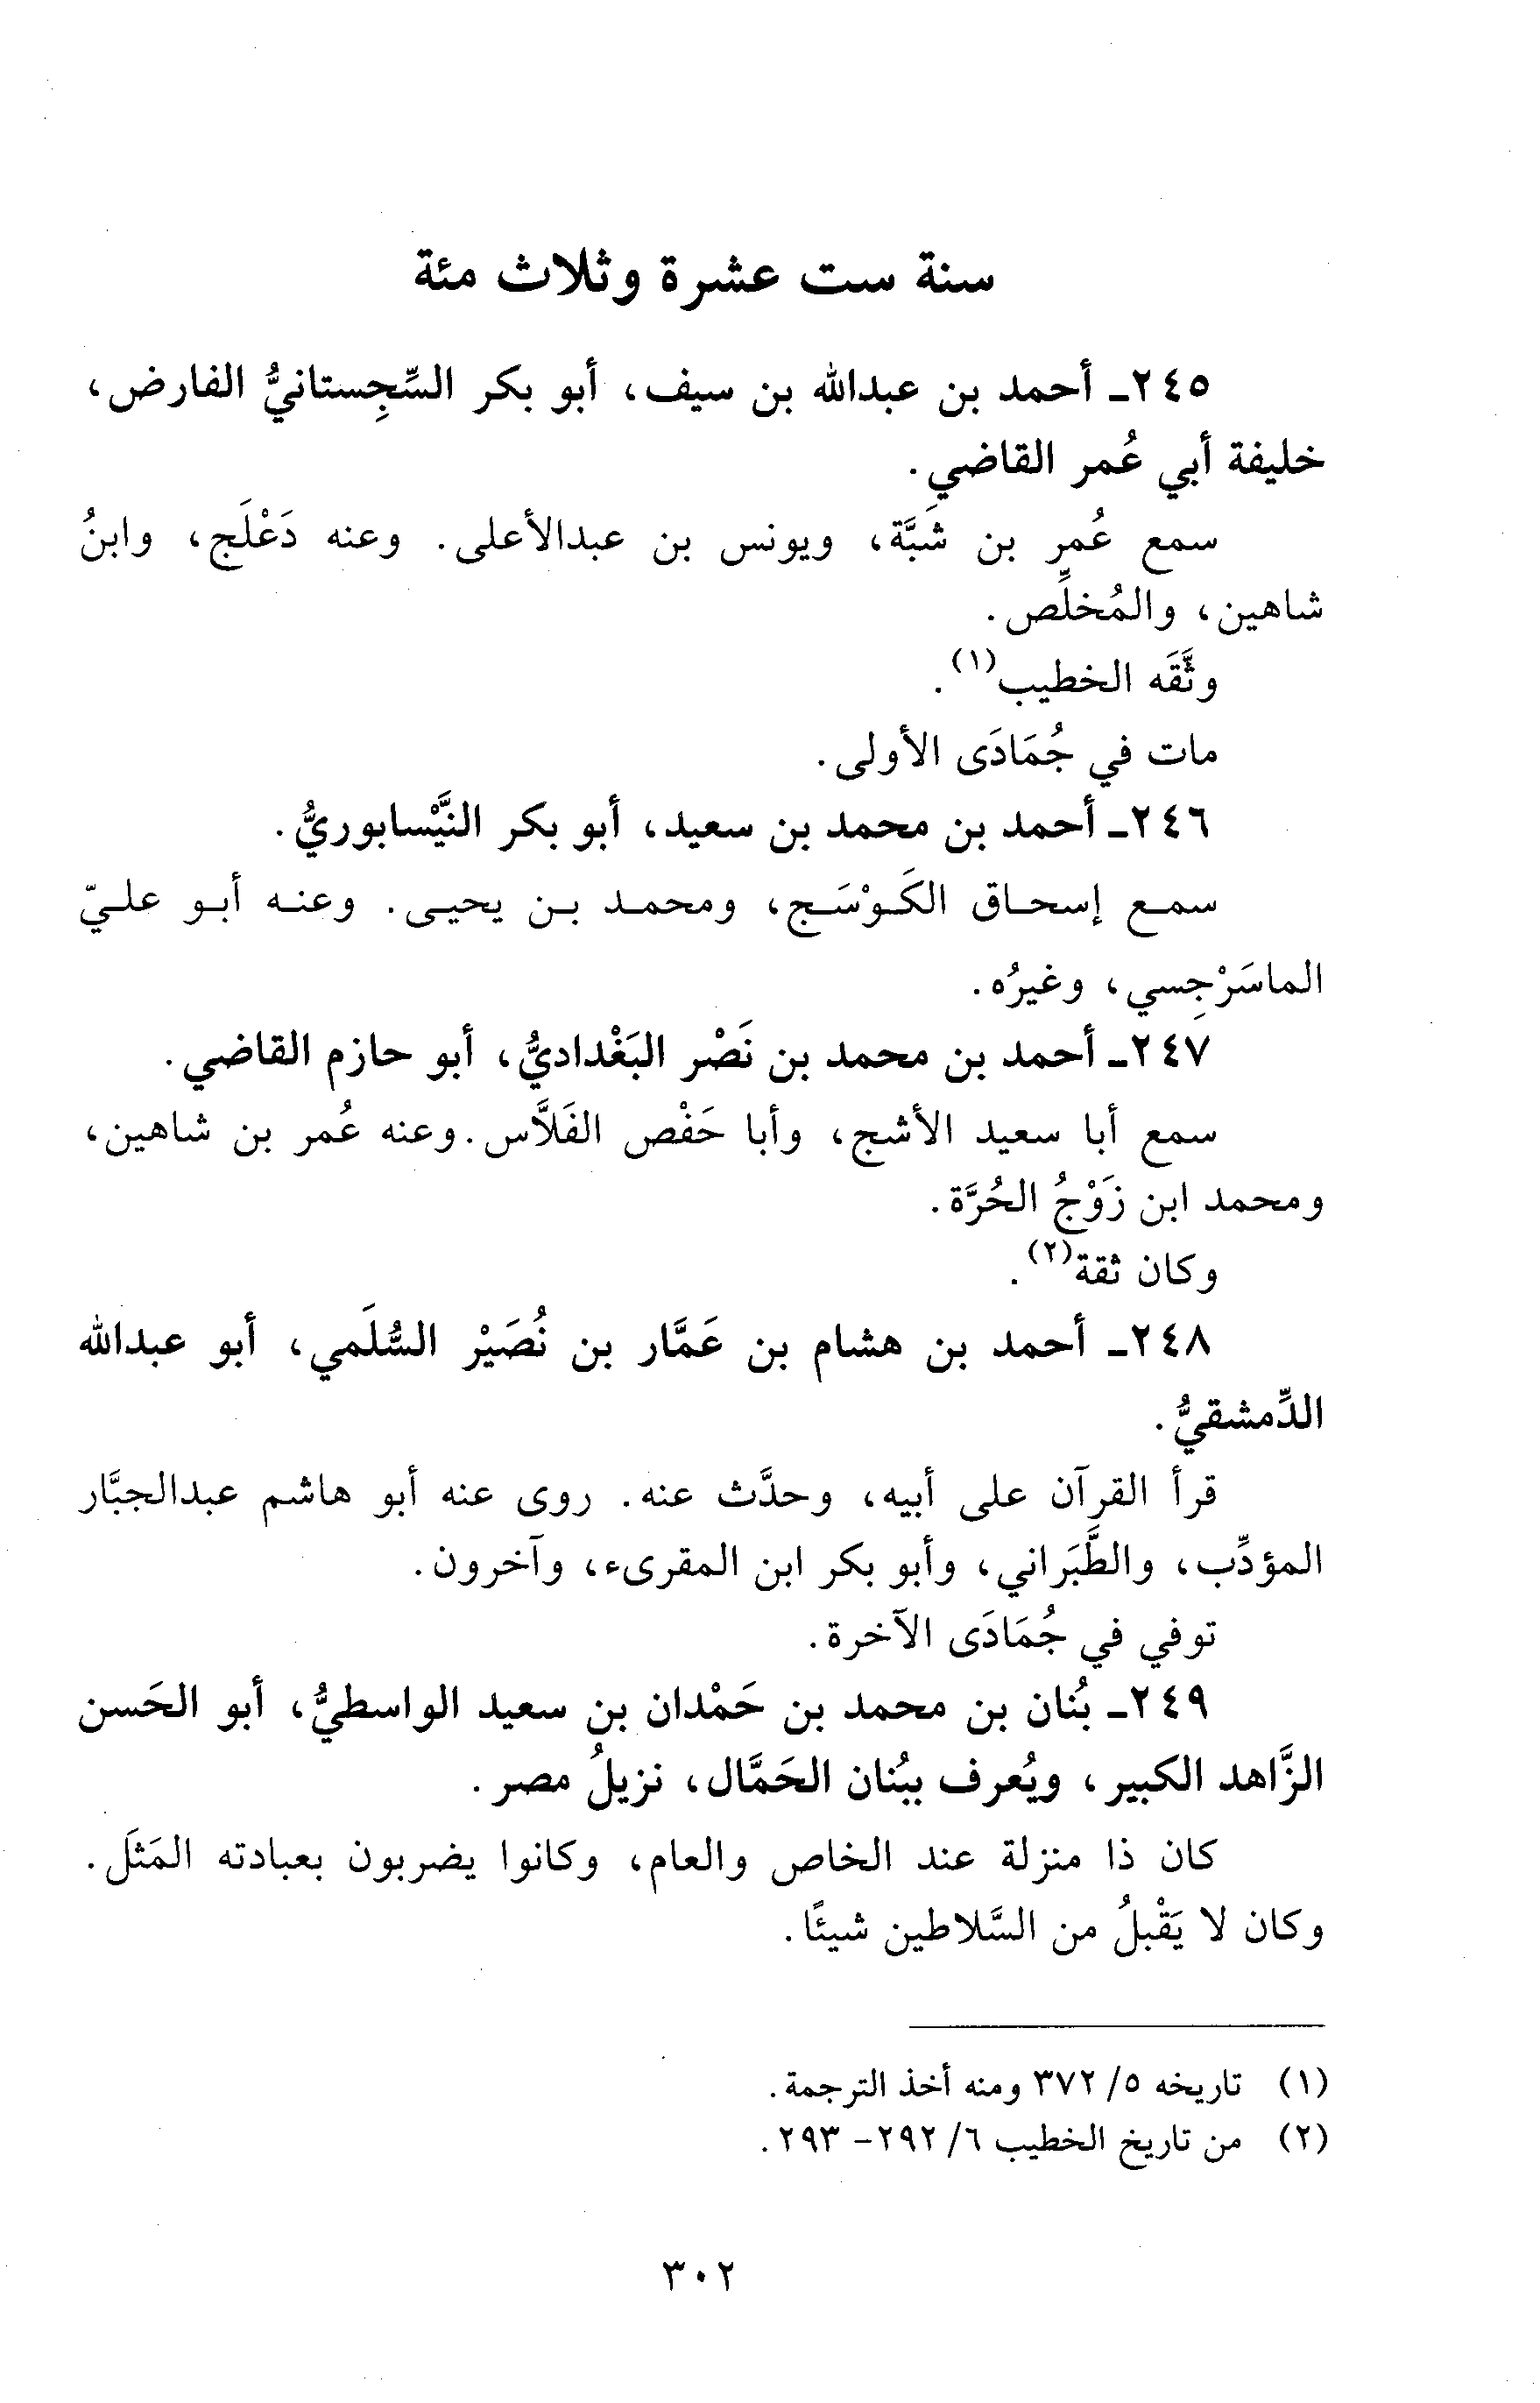 سنة ست عشرة وثلاث مئة
٢٤٥ـ أحمد بن عبدالله بن سيف، أبو بكر السِّجِستانيُّ الفارض،
خليفة أبي عُمر القاضي.
سمع عُمر بن شَبَّة، ويونس بن عبدالأعلى. وعنه دَعْلَج، وابنُ
شاهين، والمُخلِّص.
وثَّقَه الخطيب(١).
مات في جُمَادَى الأولى.
٢٤٦ـ أحمد بن محمد بن سعيد، أبو بكر النَّيْسابوريُّ.
سمع إسحاق الكَوْسَج، ومحمد بن يحيى. وعنه أبو عليّ
الماسَرْجِسي، وغيرُه.
٢٤٧ـ أحمد بن محمد بن نَصْر البَغْداديُّ، أبو حازم القاضي.
سمع أبا سعيد الأشج، وأبا حَفْص الفَلَّاس. وعنه عُمر بن شاهين،
ومحمد ابن زَوْجُ الحُرَّة.
وكان ثقة(٢).
٢٤٨ـ أحمد بن هشام بن عَمَّار بن نُصَيْر السُّلَمي، أبو عبدالله
الدِّمشقيُّ.
قرأ القرآن على أبيه، وحدَّث عنه. روى عنه أبو هاشم عبدالجبَّار
المؤدِّب، والطَّبَراني، وأبو بكر ابن المقرىء، وآخرون.
توفي في جُمَادَى الآخرة.
٢٤٩ـ بُنان بن محمد بن حَمْدان بن سعيد الواسطيُّ، أبو الحَسن
الزَّاهد الكبير، ويُعرف ببُنان الحَمَّال، نزيلُ مصر.
كان ذا منزلة عند الخاص والعام، وكانوا يضربون بعبادته المَثَل.
وكان لا يَقْبلُ من السَّلاطين شيئًا.
(١) تاريخه ٥/ ٣٧٢ ومنه أخذ الترجمة.
(٢) من تاريخ الخطيب ٦/ ٢٩٢ - ٢٩٣.
٣٠٢